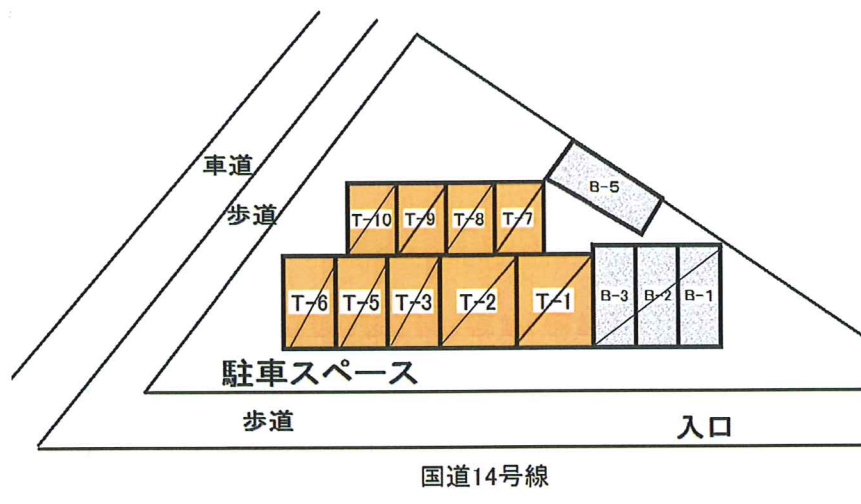 車道
歩道
B-5
T-10
T-9
T-8
T-7
T-6
T-5
T-3
T-2
T-1
B-3
B-2
B-1
駐車スペース
歩道
入口
国道14号線